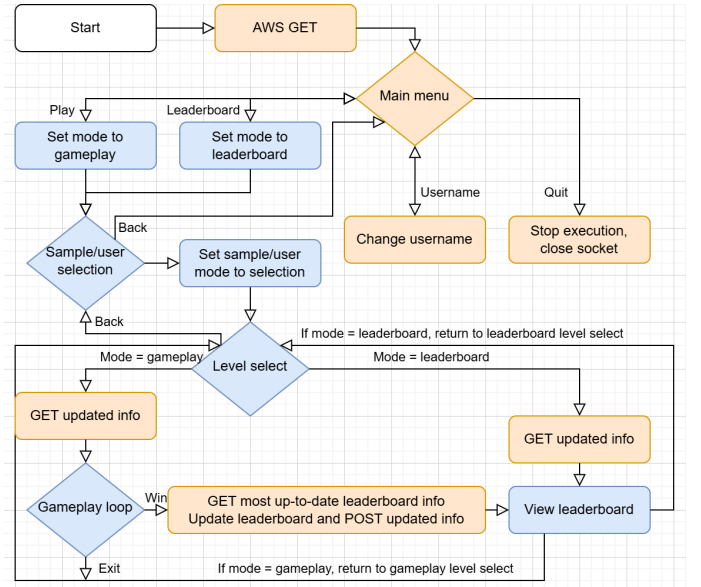 Start
AWS GET
Main menu
Play
Leaderboard
Set mode to
gameplay
Set mode to
leaderboard
Username
Quit
Back
Change username
Stop execution,
close socket
Sample/user
selection
Set sample/user
mode to selection
Back
If mode = leaderboard, return to leaderboard level select
Mode = gameplay
Level select
Mode = leaderboard
GET updated info
GET updated info
Gameplay loop
Win
GET most up-to-date leaderboard info
Update leaderboard and POST updated info
View leaderboard
Exit
If mode = gameplay, return to gameplay level select